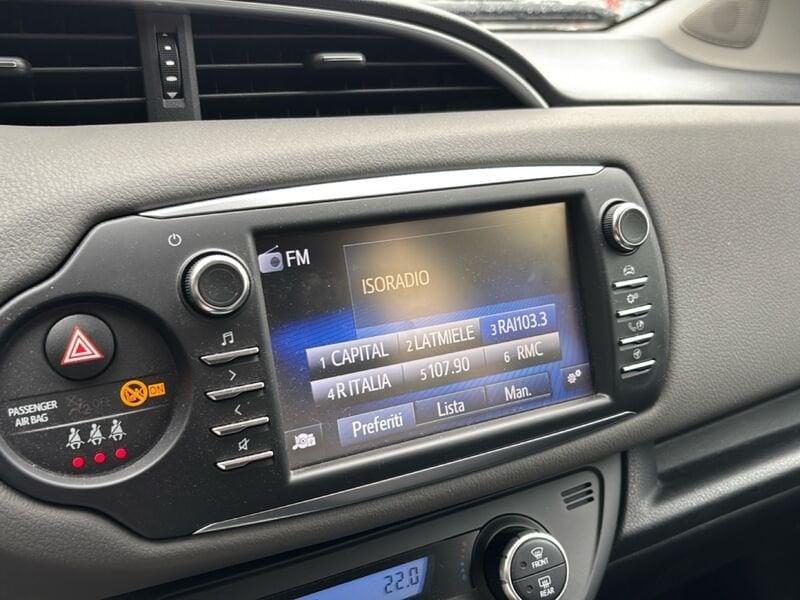 FM
ISORADIO
1 CAPITAL 2 LATMIELE 3 RAI103.3
4 R ITALIA 5 107.90 6 RMC
Preferiti Lista Man.
PASSENGER
AIR BAG
ON
22.0
FRONT
REAR